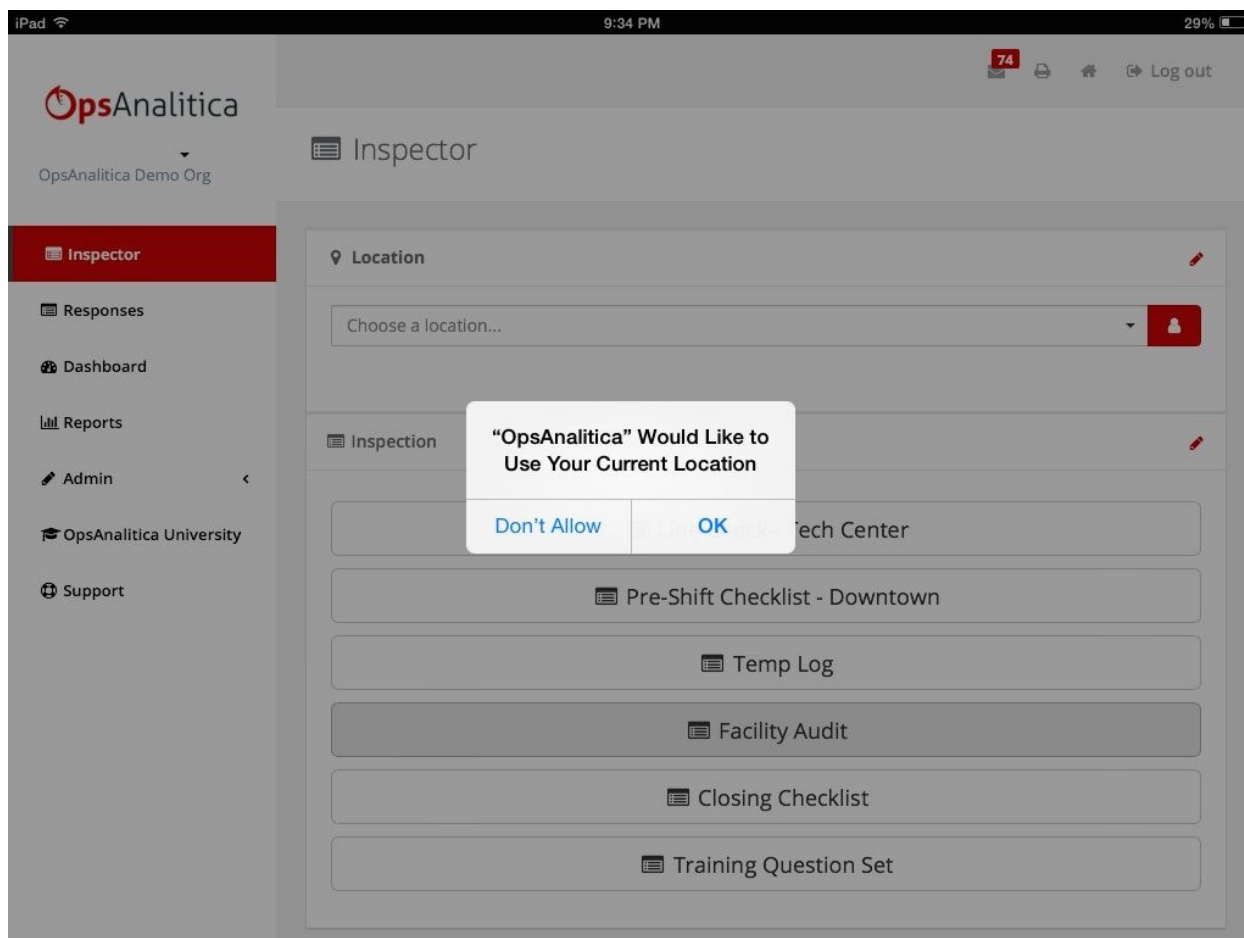 iPad
9:34 PM
29%
74
Log out
OpsAnalitica
OpsAnalitica Demo Org
Inspector
Inspector
Responses
Dashboard
Reports
Admin
OpsAnalitica University
Support
Location
Choose a location...
Inspection
“OpsAnalitica” Would Like to
Use Your Current Location
Don’t Allow
OK
- Tech Center
Pre-Shift Checklist - Downtown
Temp Log
Facility Audit
Closing Checklist
Training Question Set